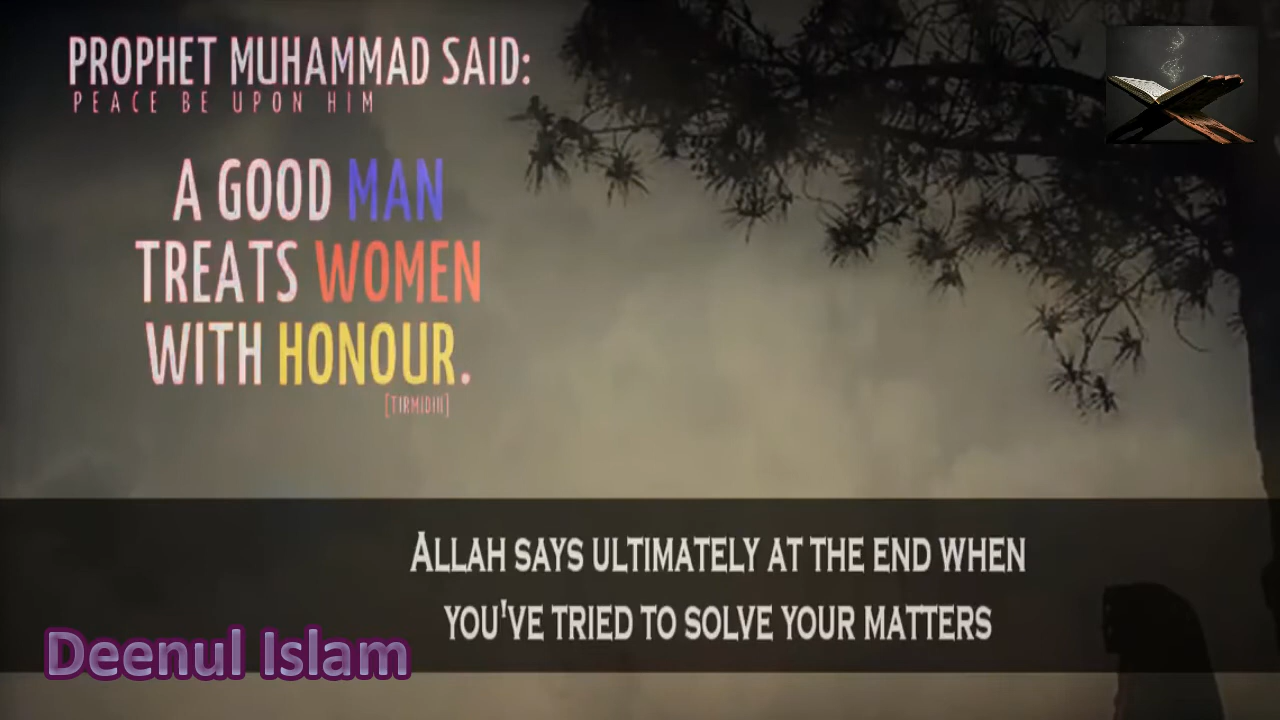 PROPHET MUHAMMAD SAID:
PEACE BE UPON HIM
A GOOD MAN
TREATS WOMEN
WITH HONOUR.
[TIRMIDHI]
ALLAH SAYS ULTIMATELY AT THE END WHEN
YOU'VE TRIED TO SOLVE YOUR MATTERS
Deenul Islam